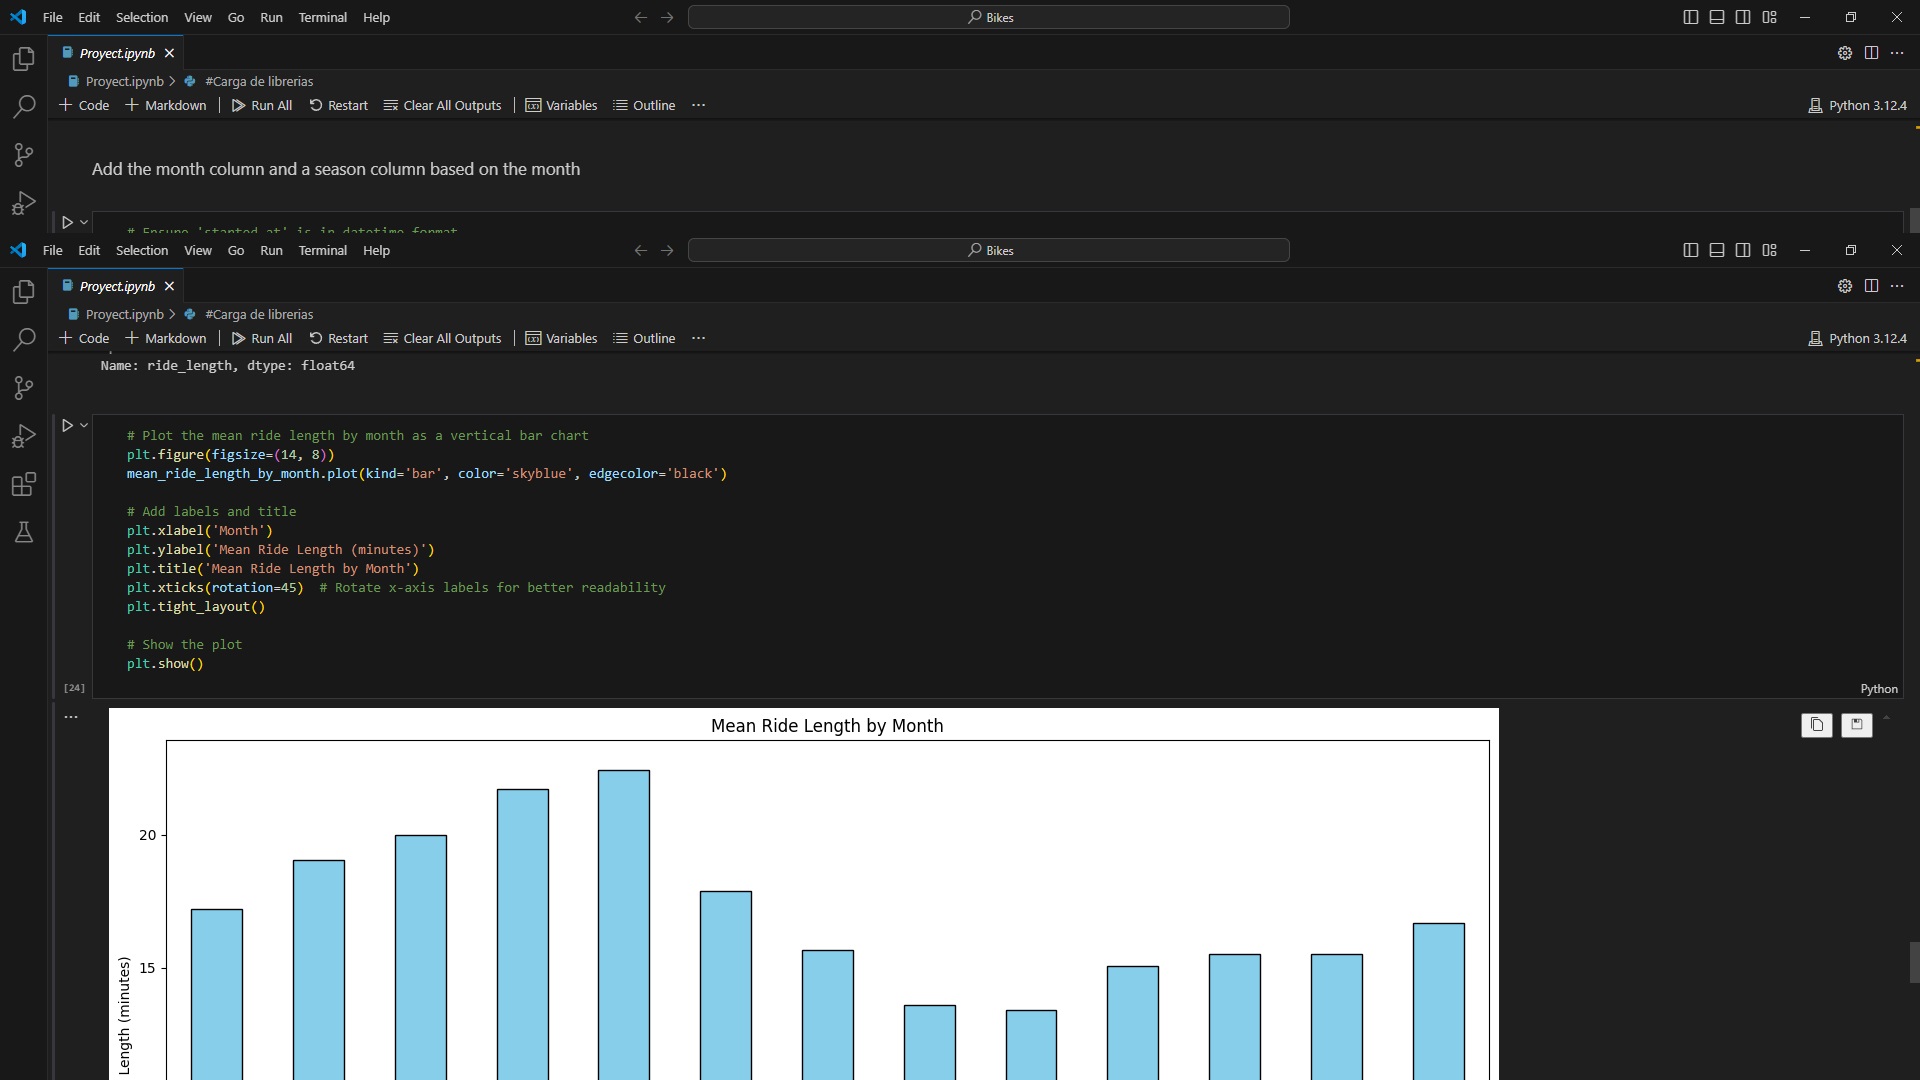 File Edit Selection View Go Run Terminal Help Bikes
Proyect.ipynb
Proyect.ipynb > #Carga de librerias
Code Markdown Run All Restart Clear All Outputs Variables Outline ... Python 3.12.4
Add the month column and a season column based on the month
# Ensure 'started_at' is in datetime format
File Edit Selection View Go Run Terminal Help Bikes
Proyect.ipynb
Proyect.ipynb > #Carga de librerias
Code Markdown Run All Restart Clear All Outputs Variables Outline ... Python 3.12.4
Name: ride_length, dtype: float64
# Plot the mean ride length by month as a vertical bar chart
plt.figure(figsize=(14, 8))
mean_ride_length_by_month.plot(kind='bar', color='skyblue', edgecolor='black')
# Add labels and title
plt.xlabel('Month')
plt.ylabel('Mean Ride Length (minutes)')
plt.title('Mean Ride Length by Month')
plt.xticks(rotation=45)  # Rotate x-axis labels for better readability
plt.tight_layout()
# Show the plot
plt.show()
[24] Python
Mean Ride Length by Month
20
15
Length (minutes)